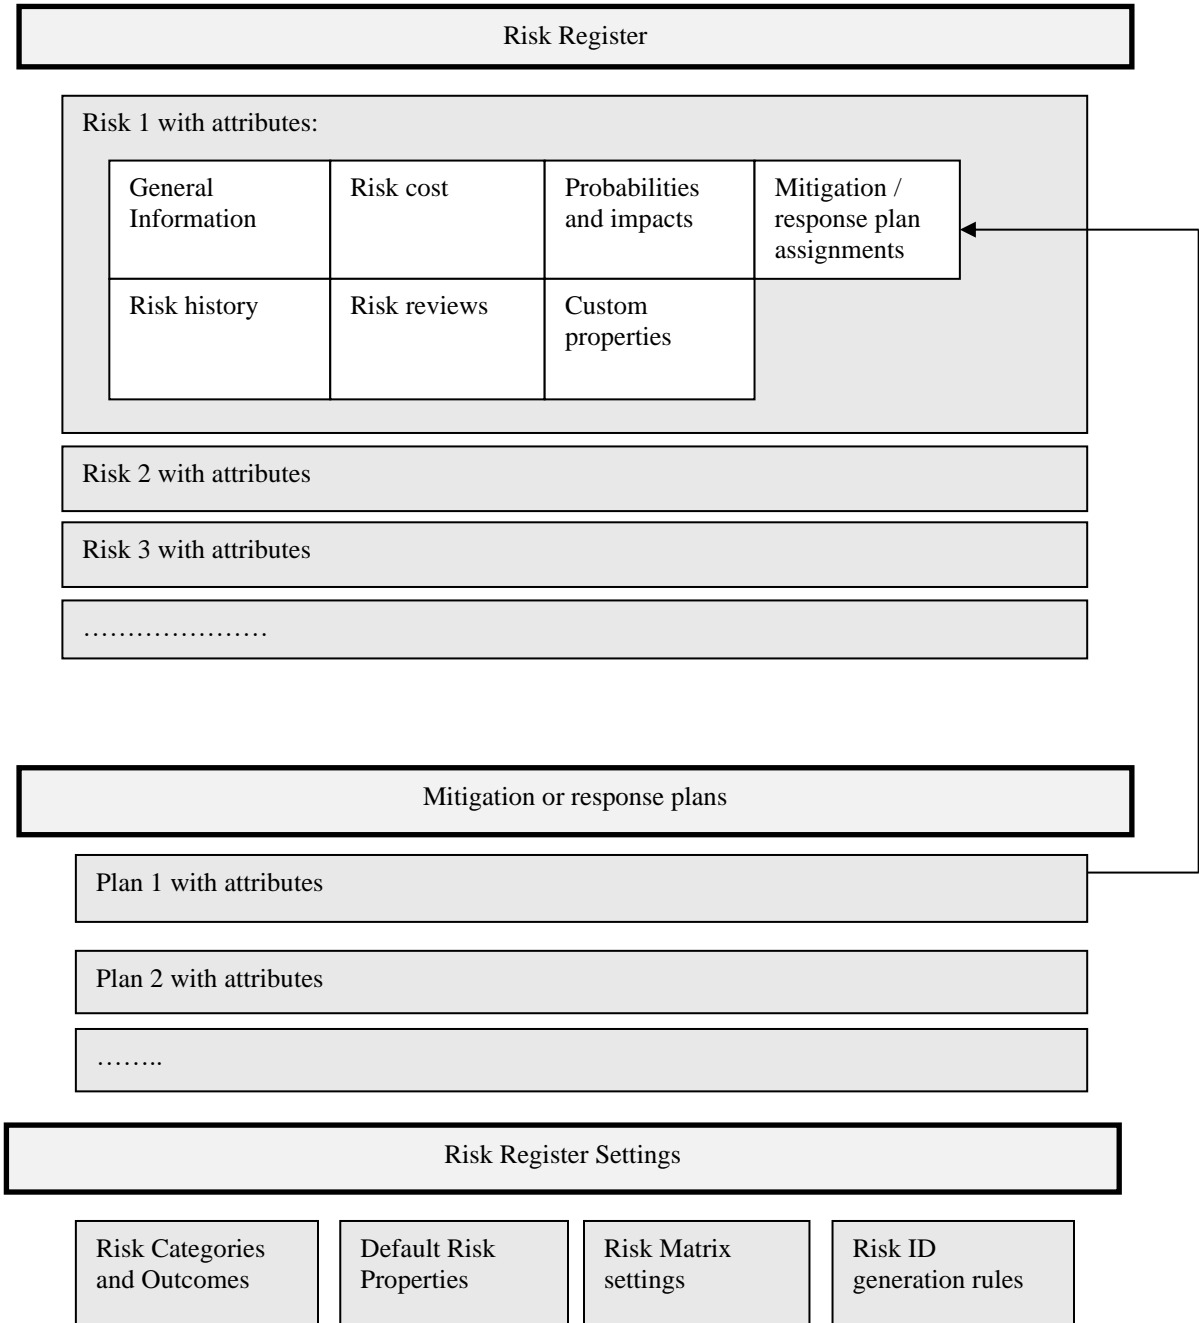 Risk Register
Risk 1 with attributes:
General
Information
Risk cost
Probabilities
and impacts
Mitigation /
response plan
assignments
Risk history
Risk reviews
Custom
properties
Risk 2 with attributes
Risk 3 with attributes
…………………
Mitigation or response plans
Plan 1 with attributes
Plan 2 with attributes
……..
Risk Register Settings
Risk Categories
and Outcomes
Default Risk
Properties
Risk Matrix
settings
Risk ID
generation rules